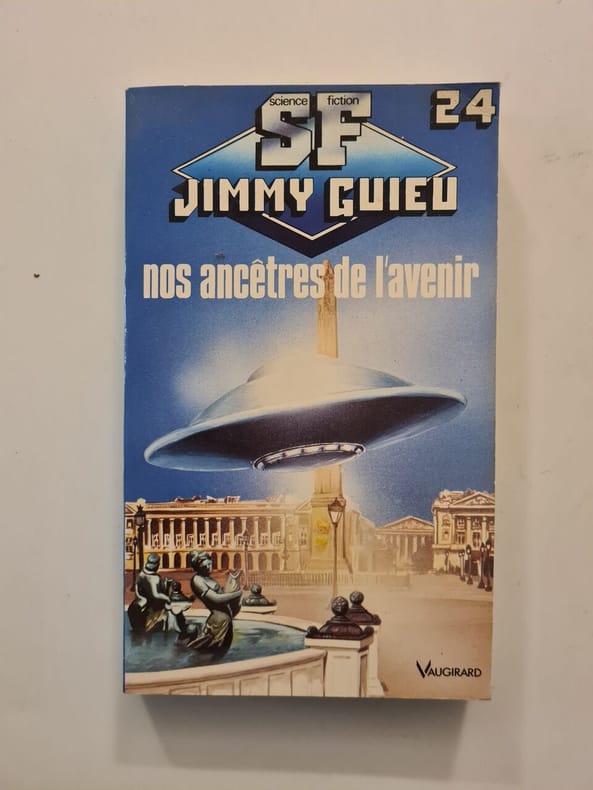 science fiction
SF
24
JIMMY GUIEU
nos ancêtres de l'avenir
VAUGIRARD